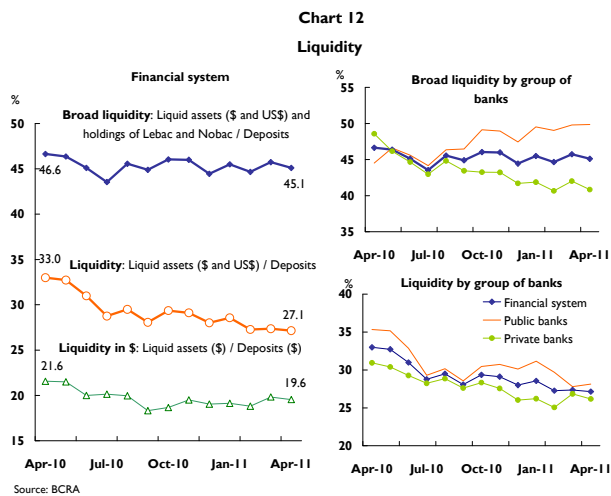 Chart 12
Liquidity
Financial system
%
Broad liquidity: Liquid assets ($ and US$) and
holdings of Lebac and Nobac / Deposits
50
45
40
35
30
25
20
15
46.6
45.1
33.0
Liquidity: Liquid assets ($ and US$) / Deposits
27.1
Liquidity in $: Liquid assets ($) / Deposits ($)
21.6
19.6
Apr-10 Jul-10 Oct-10 Jan-11 Apr-11
Broad liquidity by group of
banks
%
50
45
40
35
Apr-10 Jul-10 Oct-10 Jan-11 Apr-11
Liquidity by group of banks
%
Financial system
Public banks
Private banks
35
30
25
20
Apr-10 Jul-10 Oct-10 Jan-11 Apr-11
Source: BCRA